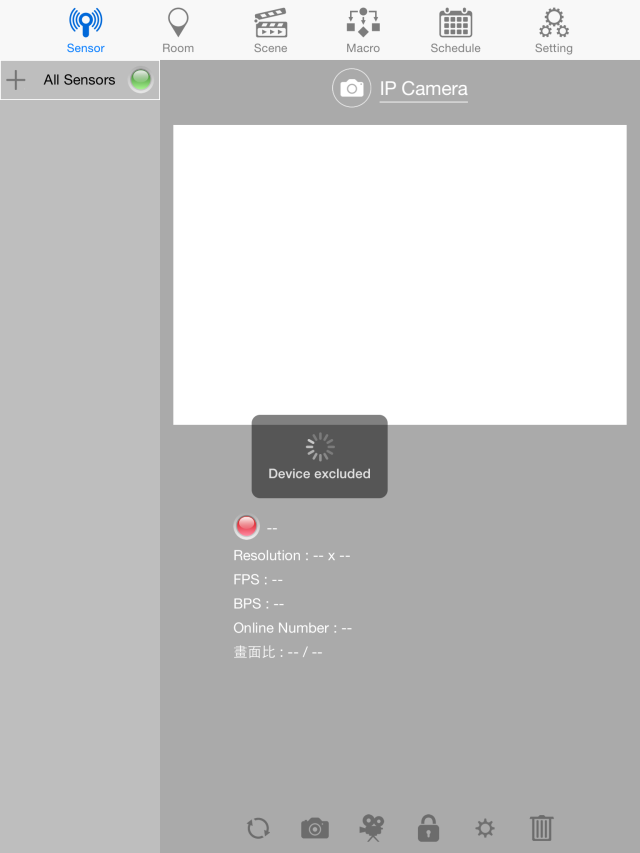 Sensor Room Scene Macro Schedule Setting
All Sensors
IP Camera
Device excluded
--
Resolution : -- x --
FPS : --
BPS : --
Online Number : --
畫面比 : -- / --